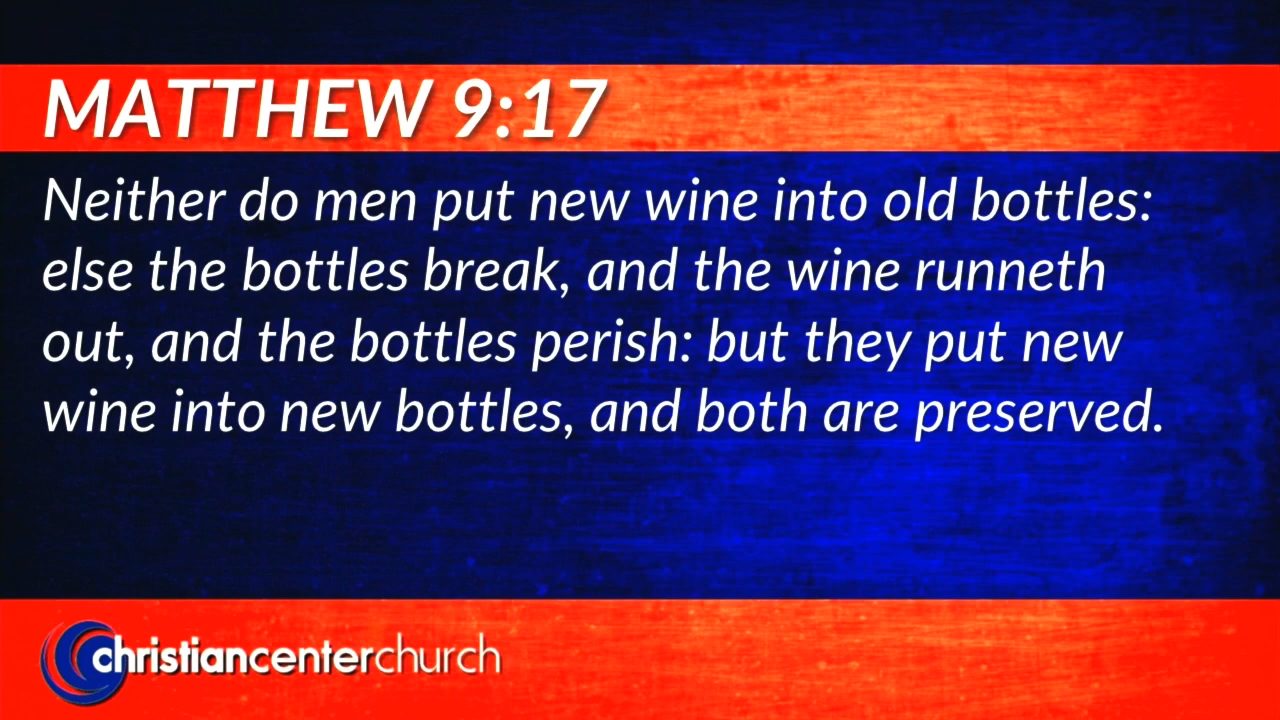 MATTHEW 9:17
Neither do men put new wine into old bottles:
else the bottles break, and the wine runneth
out, and the bottles perish: but they put new
wine into new bottles, and both are preserved.
christiancenterchurch